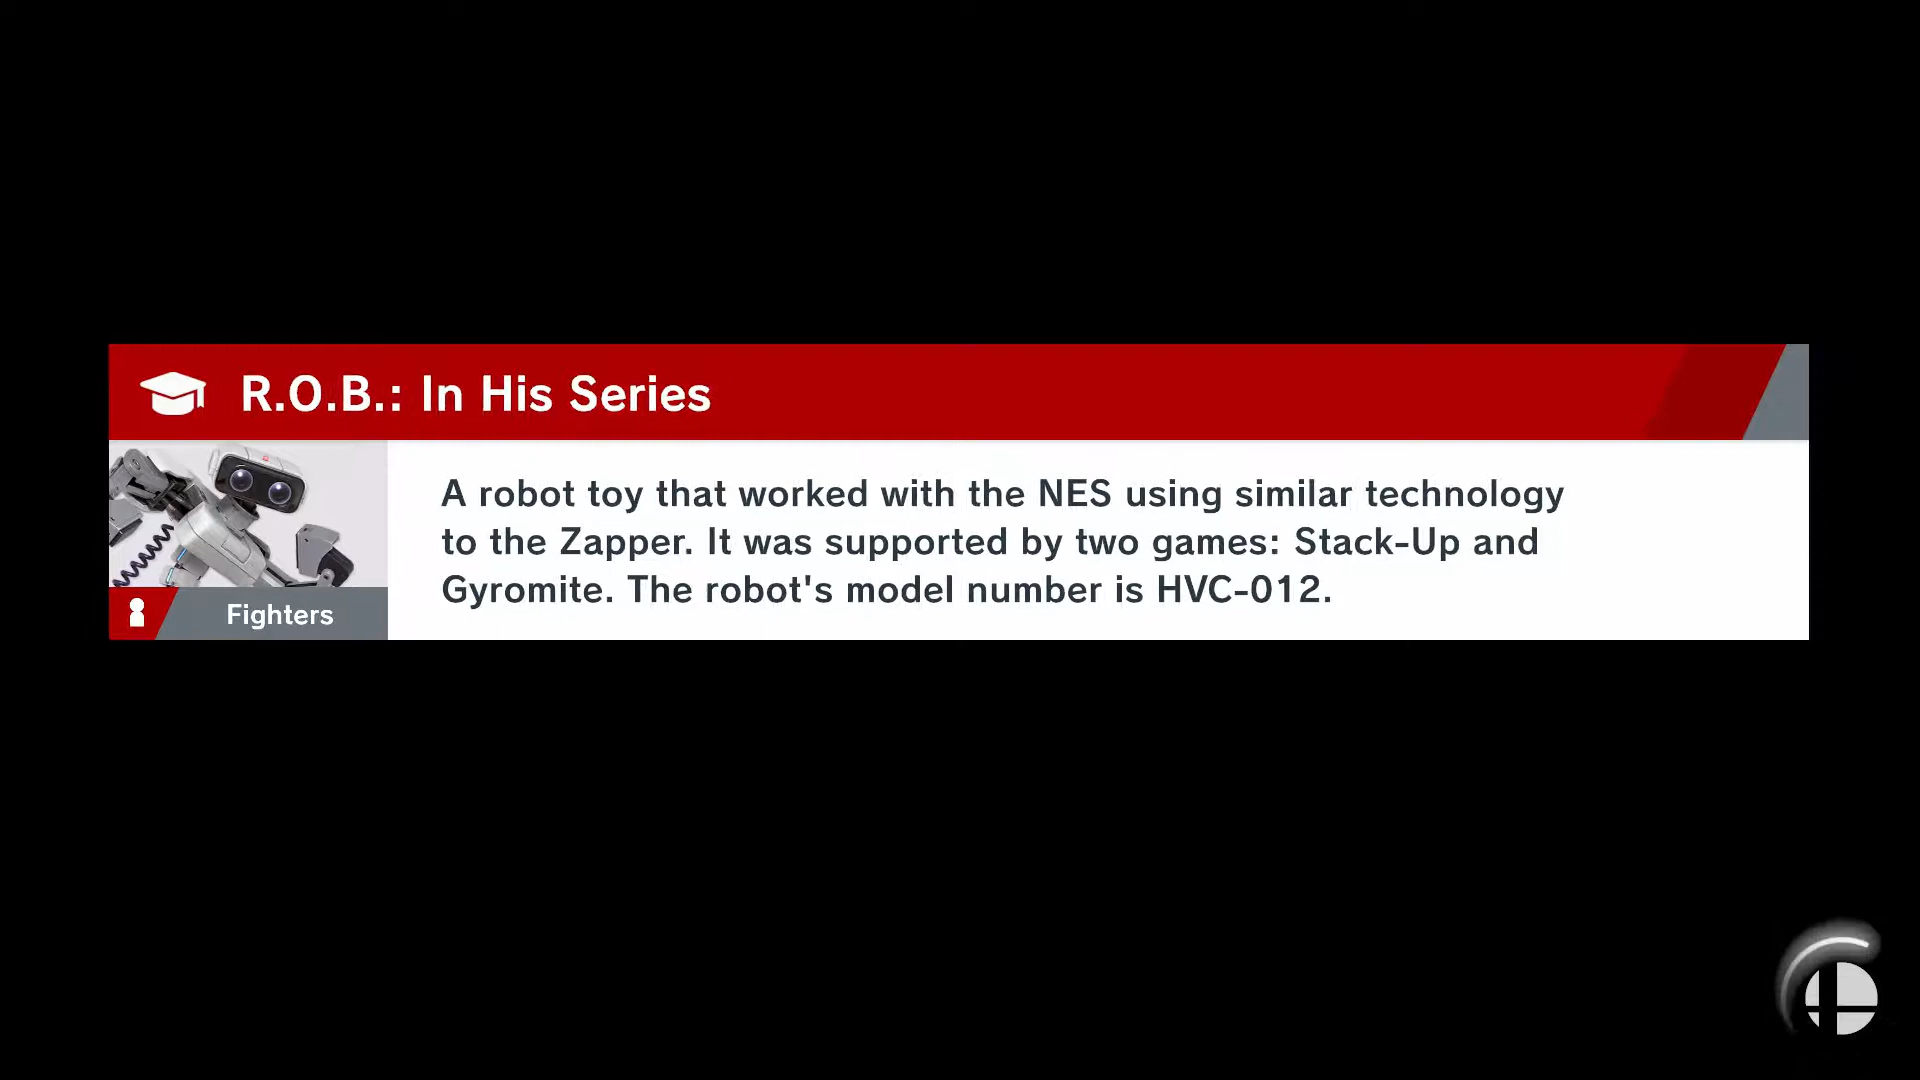 R.O.B.: In His Series
A robot toy that worked with the NES using similar technology
to the Zapper. It was supported by two games: Stack-Up and
Gyromite. The robot's model number is HVC-012.
Fighters